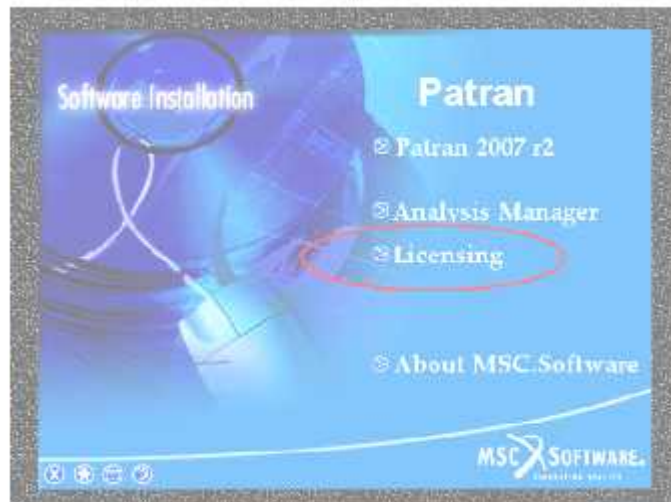 Software Installation
Patran
Patran 2007 r2
Analysis Manager
Licensing
About MSC.Software
MSC SOFTWARE